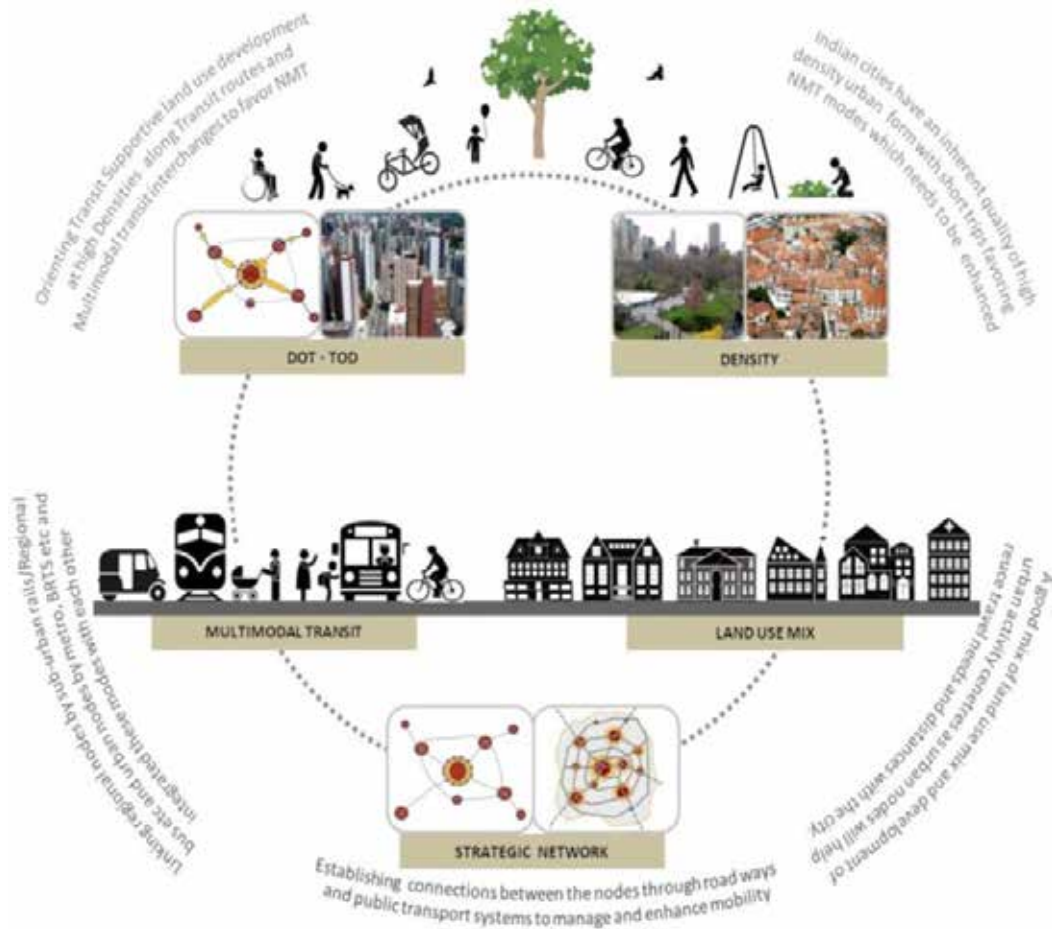 Orienting Transit Supportive land use development
at high Densities along Transit routes and
Multimodal transit interchanges to favor NMT
Indian cities have an inherent quality of high
density urban form with short trips favoring
NMT modes which needs to be enhanced
DOT - TOD
DENSITY
MULTIMODAL TRANSIT
LAND USE MIX
Linking regional nodes by sub-urban rails/Regional
bus etc and urban nodes by metro, BRTS etc and
integrated these modes with each other
A good mix of land use mix and development of
urban activity cenetres as urban nodes will help
reruce travel needs and distances with the city.
STRATEGIC NETWORK
Establishing connections between the nodes through road ways
and public transport systems to manage and enhance mobility